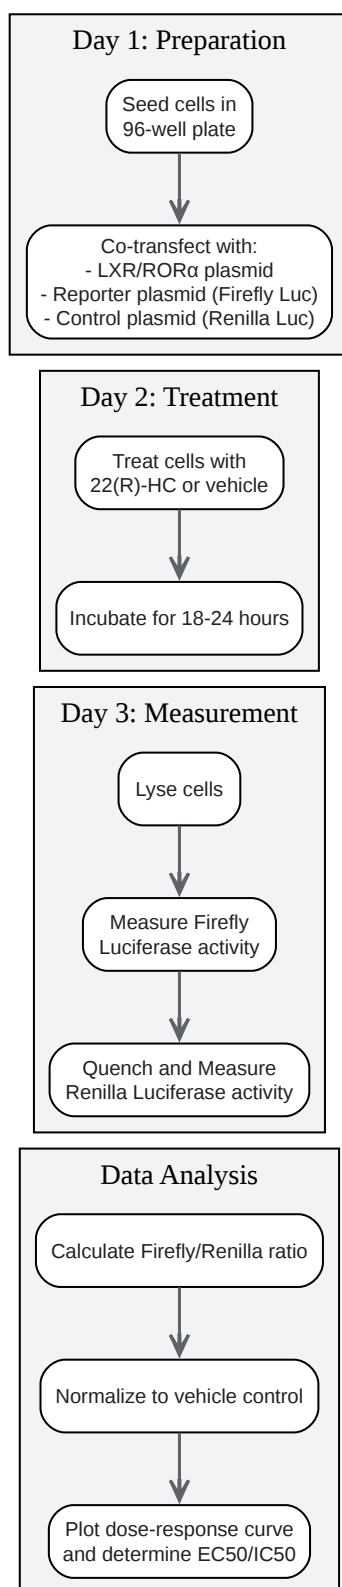 Day 1: Preparation
Seed cells in
96-well plate
Co-transfect with:
- LXR/RORα plasmid
- Reporter plasmid (Firefly Luc)
- Control plasmid (Renilla Luc)
Day 2: Treatment
Treat cells with
22(R)-HC or vehicle
Incubate for 18-24 hours
Day 3: Measurement
Lyse cells
Measure Firefly
Luciferase activity
Quench and Measure
Renilla Luciferase activity
Data Analysis
Calculate Firefly/Renilla ratio
Normalize to vehicle control
Plot dose-response curve
and determine EC50/IC50